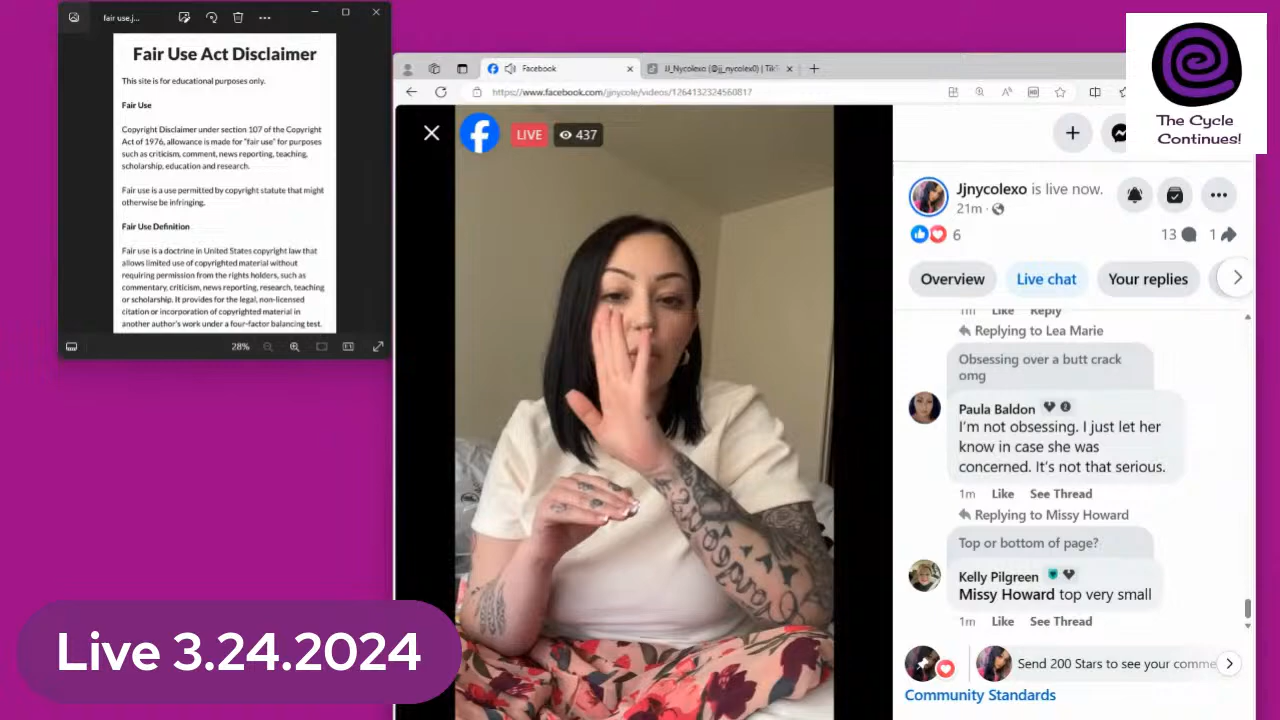 fair use.j...
Fair Use Act Disclaimer
This site is for educational purposes only.
Fair Use
Copyright Disclaimer under section 107 of the Copyright
Act of 1976, allowance is made for "fair use" for purposes
such as criticism, comment, news reporting, teaching,
scholarship, education and research.
Fair use is a use permitted by copyright statute that might
otherwise be infringing.
Fair Use Definition
Fair use is a doctrine in United States copyright law that
allows limited use of copyrighted material without
requiring permission from the rights holders, such as
commentary, criticism, news reporting, research, teaching
or scholarship. It provides for the legal, non-licensed
citation or incorporation of copyrighted material in
another author's work under a four-factor balancing test.
28%
Facebook
JJ_Nycolexo (@jj_nycolex0) | Tik
https://www.facebook.com/jjnycole/videos/1264132324560817
The Cycle
Continues!
LIVE
437
Jjnycolexo is live now.
21m
6
13
1
Overview
Live chat
Your replies
1m Like Reply
Replying to Lea Marie
Obsessing over a butt crack
omg
Paula Baldon
I'm not obsessing. I just let her
know in case she was
concerned. It's not that serious.
1m Like See Thread
Replying to Missy Howard
Top or bottom of page?
Kelly Pilgreen
Missy Howard top very small
1m Like See Thread
Send 200 Stars to see your comme
Community Standards
Live 3.24.2024